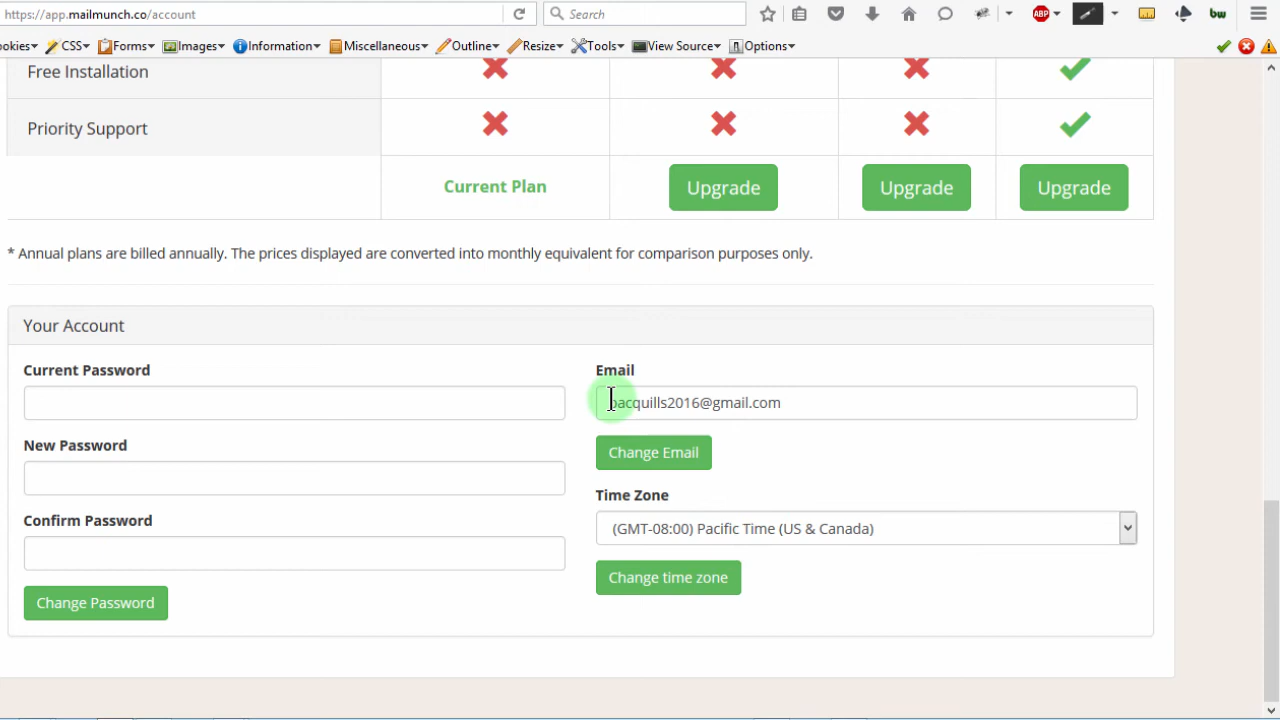 https://app.mailmunch.co/account
Search
ABP
bw
ookies
CSS
Forms
Images
Information
Miscellaneous
Outline
Resize
Tools
View Source
Options
Free Installation
Priority Support
Current Plan
Upgrade
Upgrade
Upgrade
* Annual plans are billed annually. The prices displayed are converted into monthly equivalent for comparison purposes only.
Your Account
Current Password
Email
pacquills2016@gmail.com
New Password
Change Email
Time Zone
Confirm Password
(GMT-08:00) Pacific Time (US & Canada)
Change time zone
Change Password